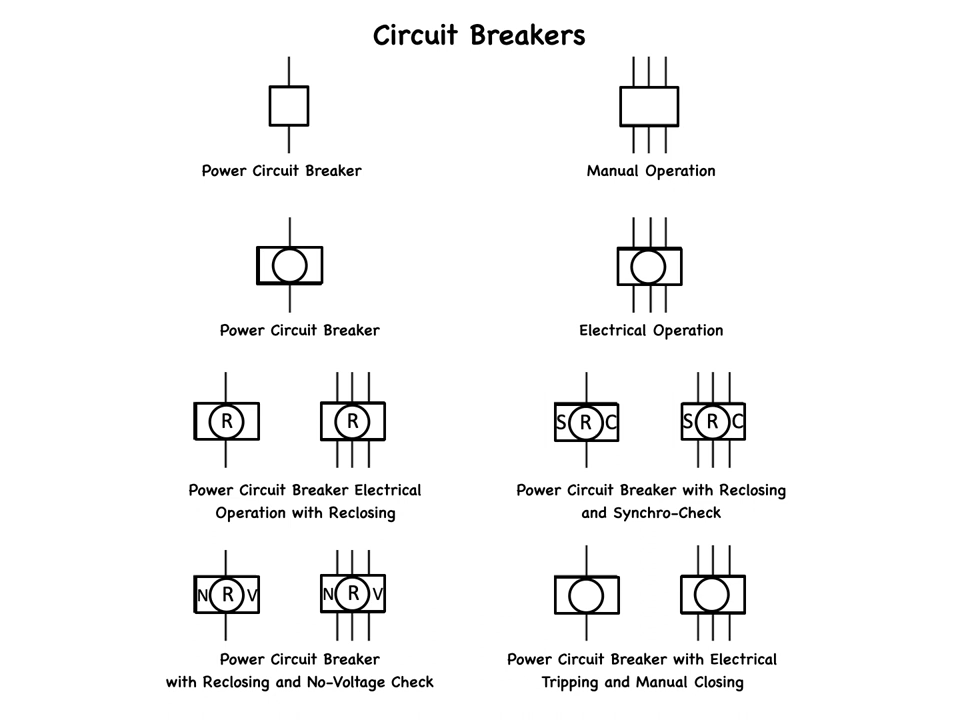 Circuit Breakers
Power Circuit Breaker
Manual Operation
Power Circuit Breaker
Electrical Operation
R
R
Power Circuit Breaker Electrical
Operation with Reclosing
S R C
S R C
Power Circuit Breaker with Reclosing
and Synchro-Check
N R V
N R V
Power Circuit Breaker
with Reclosing and No-Voltage Check
Power Circuit Breaker with Electrical
Tripping and Manual Closing